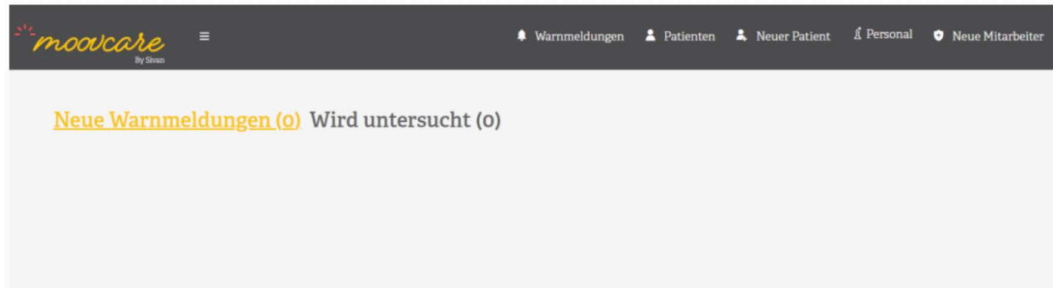 moovcare
By Sivan
Warnmeldungen Patienten Neuer Patient Personal Neue Mitarbeiter
Neue Warnmeldungen (0) Wird untersucht (0)